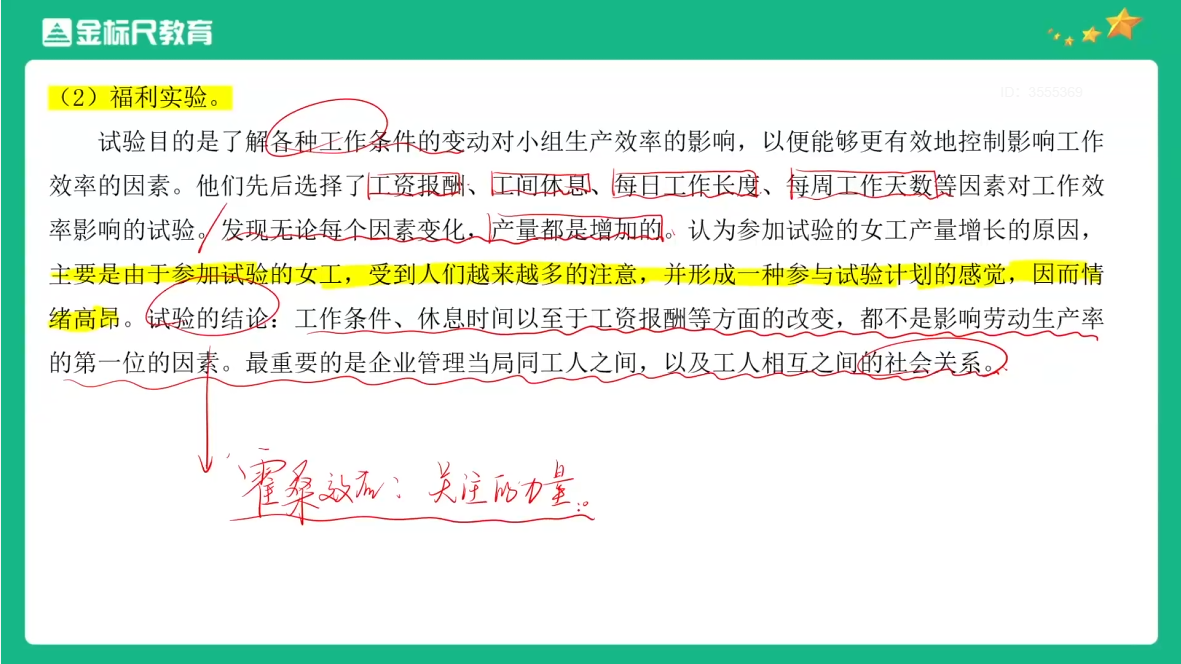 金标尺教育
ID: 3555369
（2）福利实验。
试验目的是了解各种工作条件的变动对小组生产效率的影响，以便能够更有效地控制影响工作
效率的因素。他们先后选择了工资报酬、工间休息、每日工作长度、每周工作天数等因素对工作效
率影响的试验。发现无论每个因素变化，产量都是增加的。认为参加试验的女工产量增长的原因，
主要是由于参加试验的女工，受到人们越来越多的注意，并形成一种参与试验计划的感觉，因而情
绪高昂。试验的结论：工作条件、休息时间以至于工资报酬等方面的改变，都不是影响劳动生产率
的第一位的因素。最重要的是企业管理当局同工人之间，以及工人相互之间的社会关系。
霍桑效应：关注的力量。